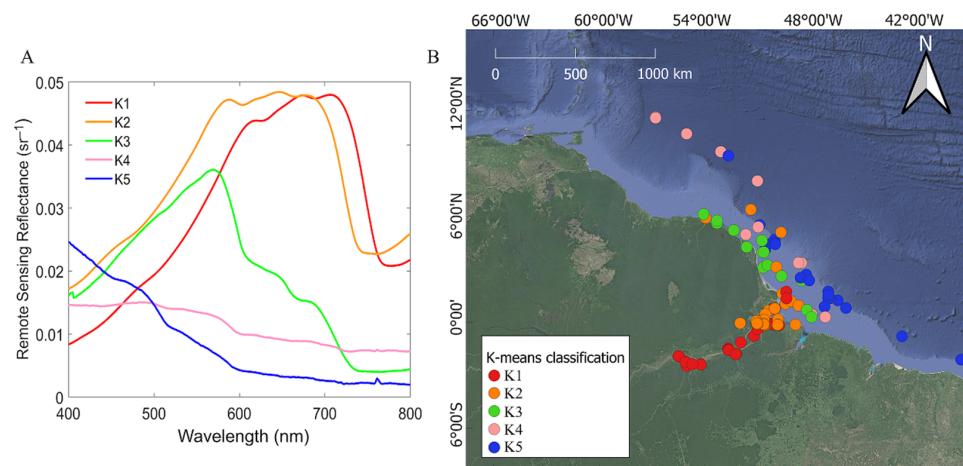 A
Remote Sensing Reflectance (sr⁻¹)
0.05
0.04
0.03
0.02
0.01
0
K1
K2
K3
K4
K5
400
500
600
700
800
Wavelength (nm)
B
66°00'W
60°00'W
54°00'W
48°00'W
42°00'W
12°00'N
6°00'N
0°00'
6°00'S
0
500
1000 km
N
K-means classification
K1
K2
K3
K4
K5